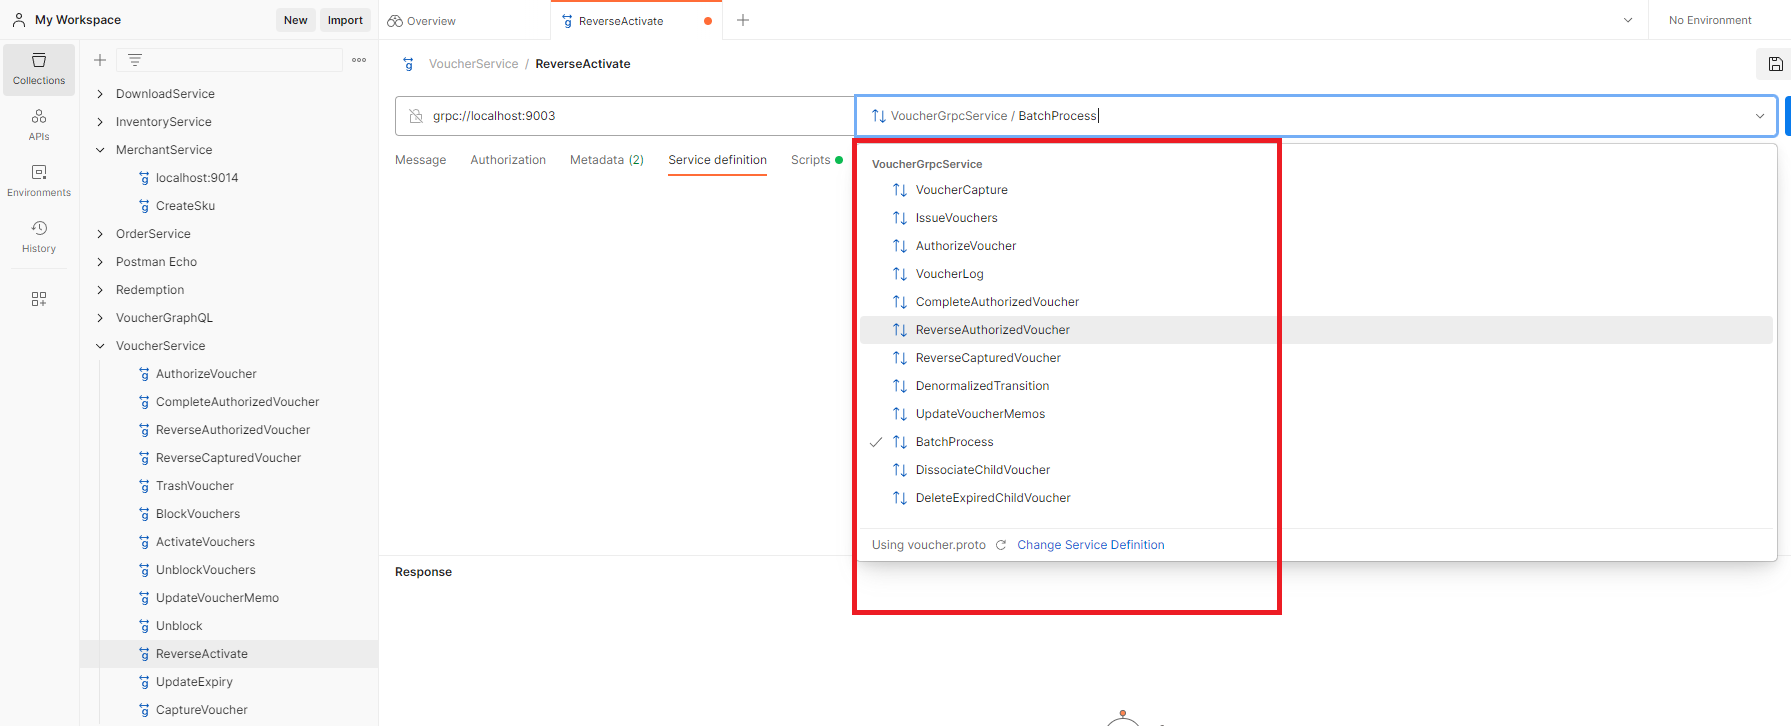 My Workspace
New
Import
Overview
ReverseActivate
No Environment
Collections
APIs
Environments
History
DownloadService
InventoryService
MerchantService
localhost:9014
CreateSku
OrderService
Postman Echo
Redemption
VoucherGraphQL
VoucherService
AuthorizeVoucher
CompleteAuthorizedVoucher
ReverseAuthorizedVoucher
ReverseCapturedVoucher
TrashVoucher
BlockVouchers
ActivateVouchers
UnblockVouchers
UpdateVoucherMemo
Unblock
ReverseActivate
UpdateExpiry
CaptureVoucher
VoucherService / ReverseActivate
grpc://localhost:9003
VoucherGrpcService / BatchProcess
Message
Authorization
Metadata (2)
Service definition
Scripts
VoucherGrpcService
VoucherCapture
IssueVouchers
AuthorizeVoucher
VoucherLog
CompleteAuthorizedVoucher
ReverseAuthorizedVoucher
ReverseCapturedVoucher
DenormalizedTransition
UpdateVoucherMemos
BatchProcess
DissociateChildVoucher
DeleteExpiredChildVoucher
Using voucher.proto
Change Service Definition
Response